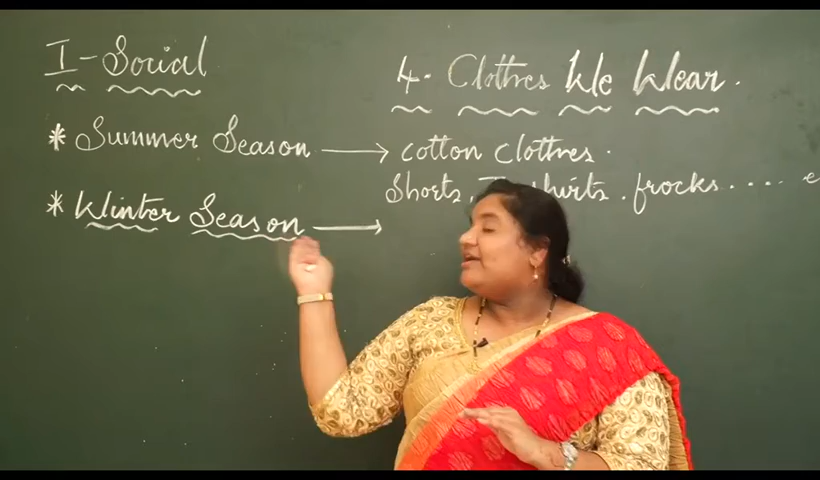 I - Social
4. Clothes We Wear.
* Summer Season → cotton clothes.
Shorts, T-shirts, frocks....
* Winter Season →